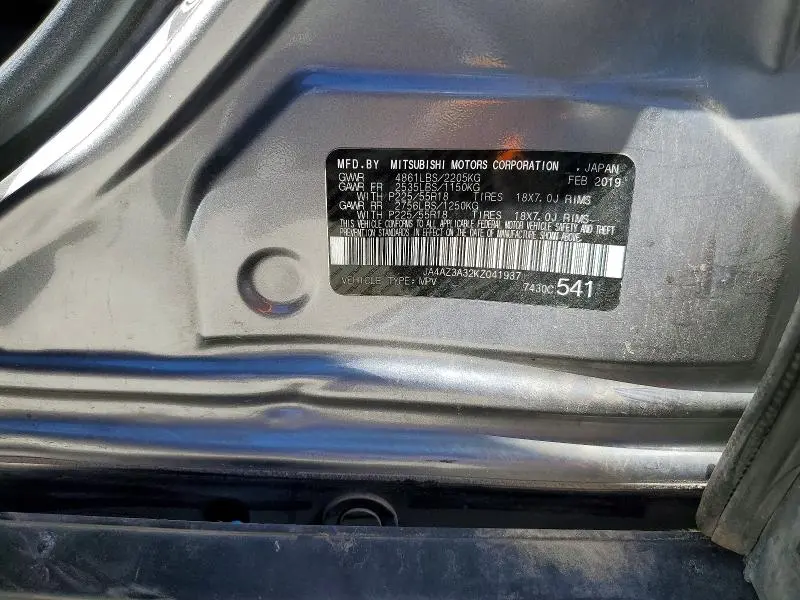 MFD.BY MITSUBISHI MOTORS CORPORATION , JAPAN
GVWR 4861LBS/2205KG FEB 2019
GAWR FR 2535LBS/1150KG
WITH P225/55R18 TIRES 18X7.0J RIMS
GAWR RR 2756LBS/1250KG
WITH P225/55R18 TIRES 18X7.0J RIMS
THIS VEHICLE CONFORMS TO ALL APPLICABLE FEDERAL MOTOR VEHICLE SAFETY AND THEFT
PREVENTION STANDARDS IN EFFECT ON THE DATE OF MANUFACTURE SHOWN ABOVE.
JA4AZ3A32KZ041937
VEHICLE TYPE: MPV 7430C 541